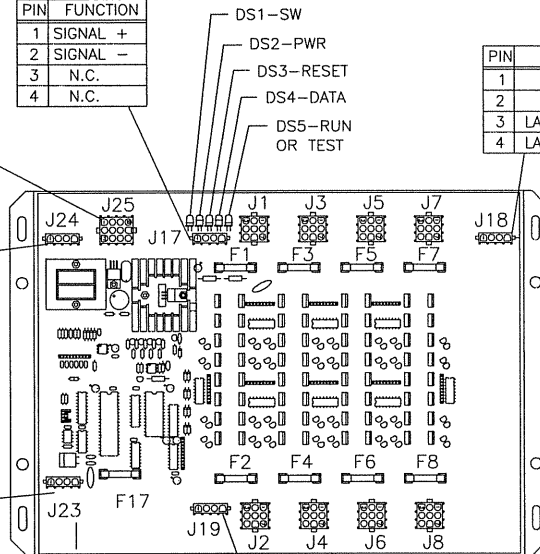 PIN FUNCTION
1 SIGNAL +
2 SIGNAL −
3 N.C.
4 N.C.
DS1−SW
DS2−PWR
DS3−RESET
DS4−DATA
DS5−RUN
OR TEST
PIN
1
2
3 LA
4 LA
J24 J25 J17 J1 J3 J5 J7 J18
F1 F3 F5 F7
F2 F4 F6 F8
F17
J23 J19 J2 J4 J6 J8